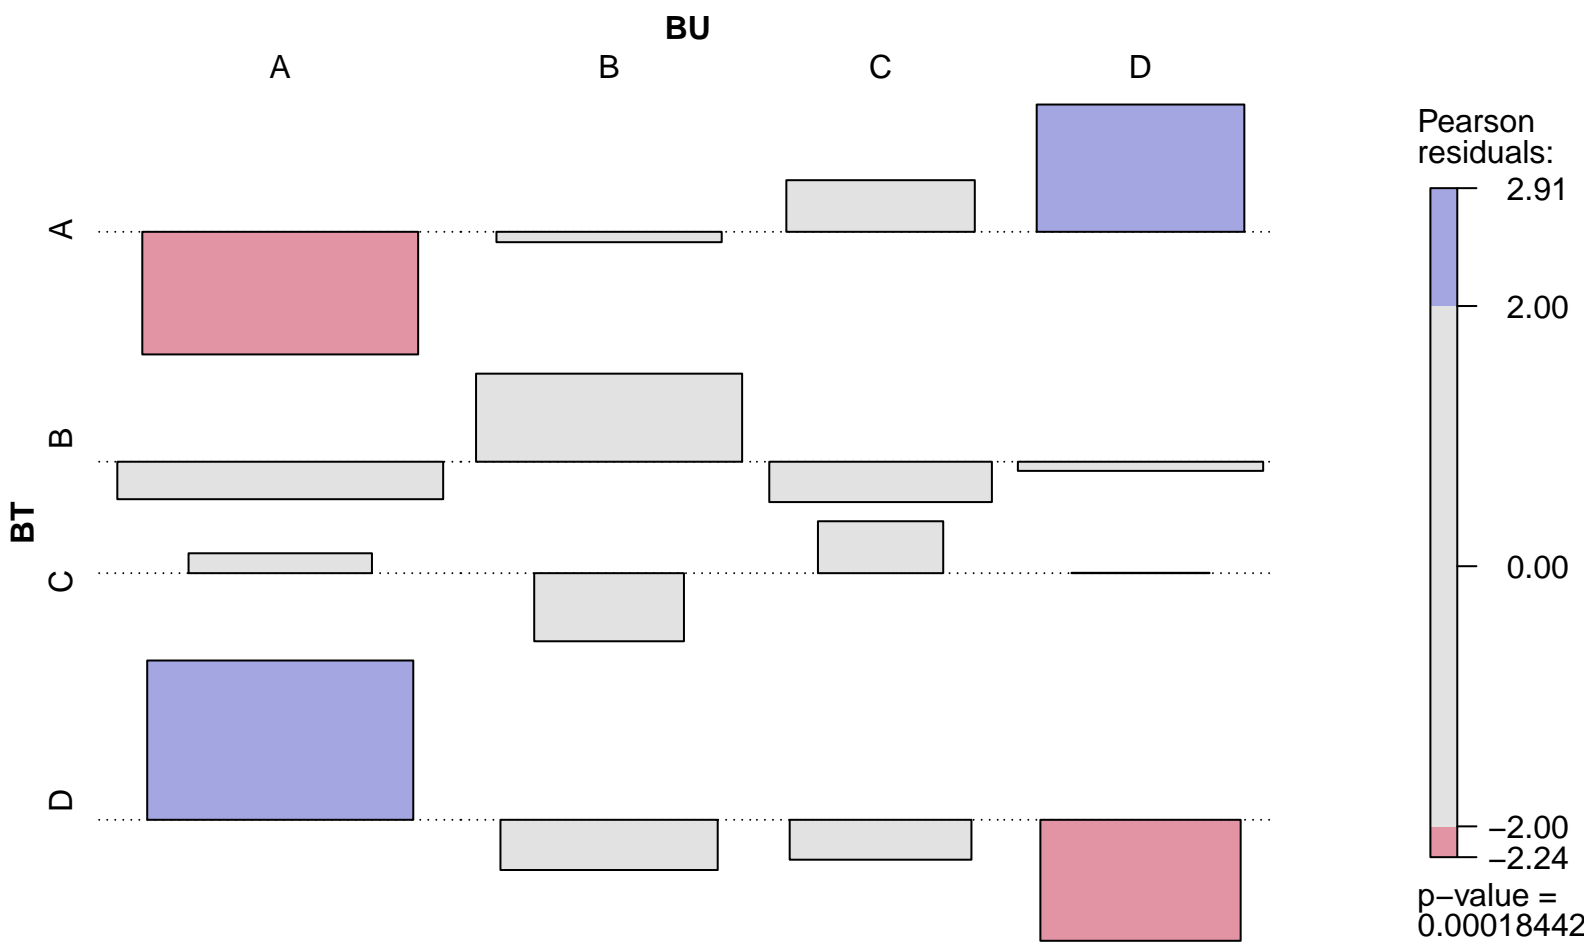 BU
A B C D
A
B
C
D
BT
Pearson
residuals:
2.91
2.00
0.00
−2.00
−2.24
p−value =
0.00018442